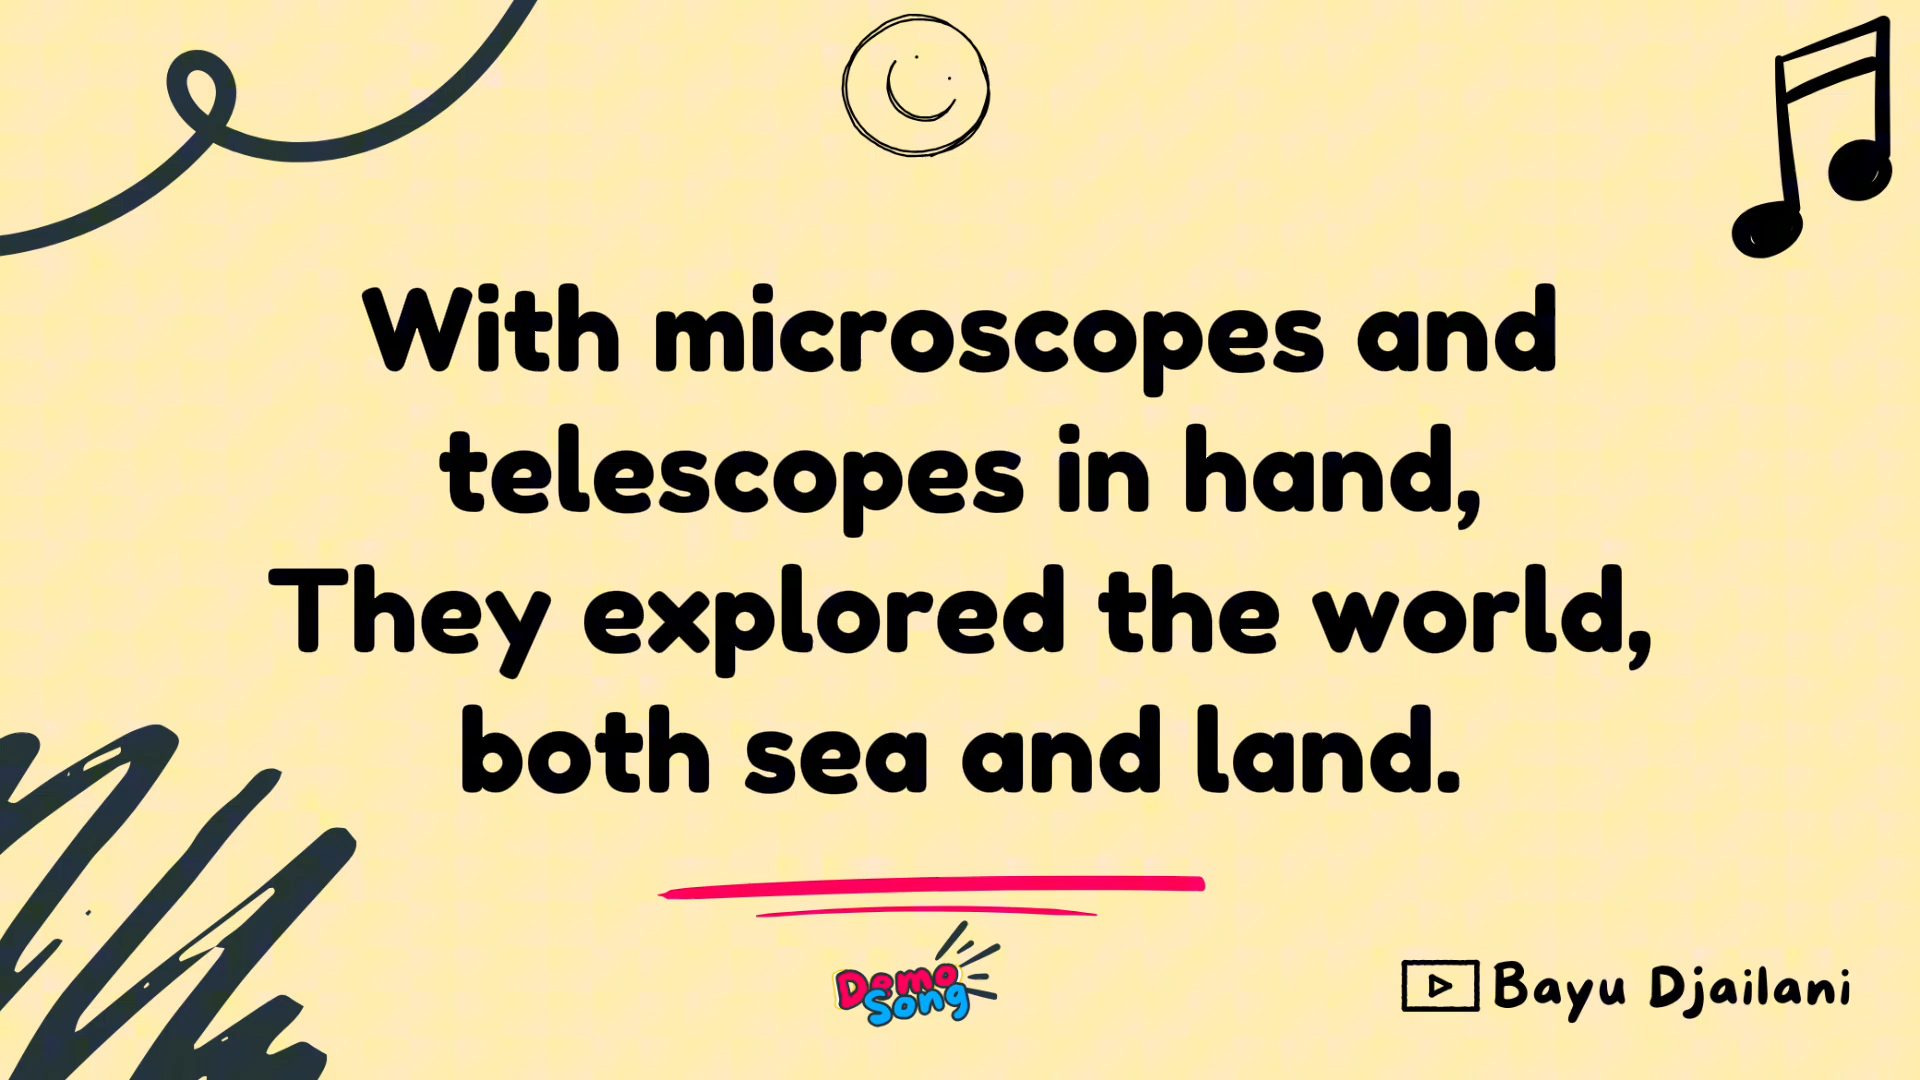 With microscopes and
telescopes in hand,
They explored the world,
both sea and land.
Demo
Song
Bayu Djailani